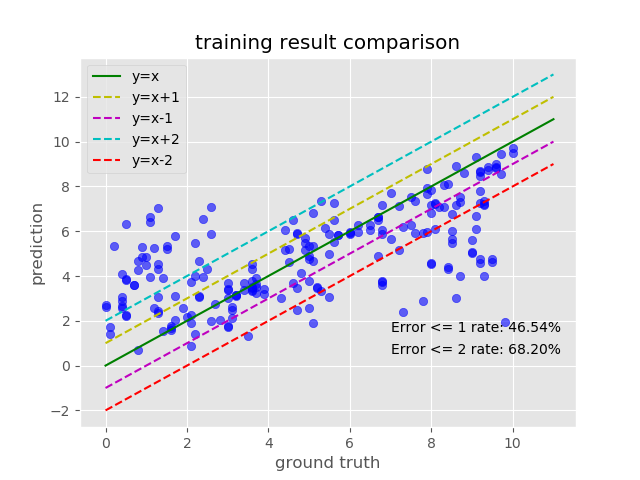 training result comparison
y=x
y=x+1
y=x-1
y=x+2
y=x-2
12
10
8
6
4
2
0
−2
prediction
Error <= 1 rate: 46.54%
Error <= 2 rate: 68.20%
0 2 4 6 8 10
ground truth